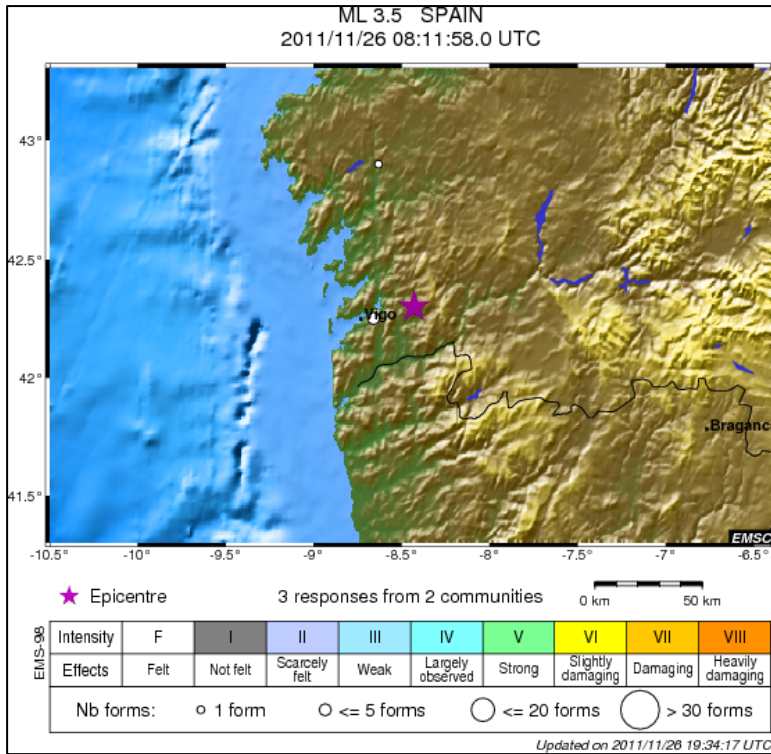 ML 3.5 SPAIN
2011/11/26 08:11:58.0 UTC
43°
42.5°
42°
41.5°
Vigo
Braganc
EMSC
-10.5° -10° -9.5° -9° -8.5° -8° -7.5° -7° -6.5°
Epicentre 3 responses from 2 communities 0 km 50 km
EMS-98
Intensity F I II III IV V VI VII VIII
Effects Felt Not felt Scarcely felt Weak Largely observed Strong Slightly damaging Damaging Heavily damaging
Nb forms: 1 form <= 5 forms <= 20 forms > 30 forms
Updated on 2011/11/26 19:34:17 UTC